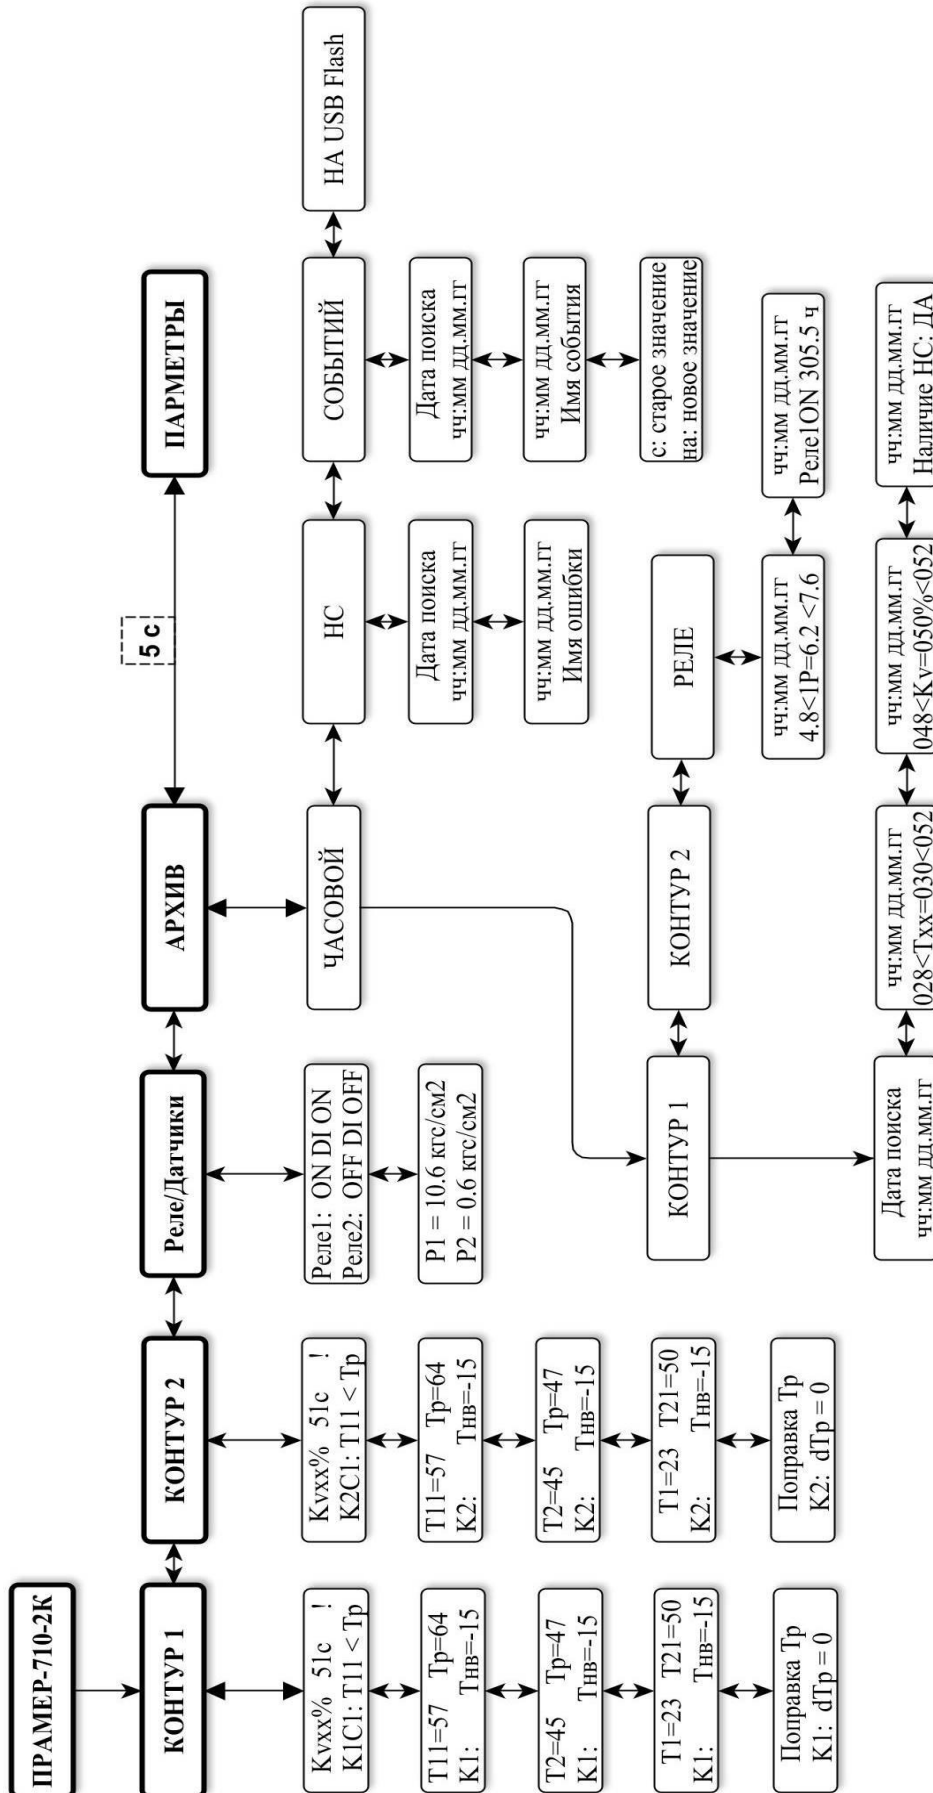 ПРАМЕР-710-2К
КОНТУР 1
КОНТУР 2
Реле/Датчики
АРХИВ
5 с
ПАРМЕТРЫ
Kvxx% 51с !
K1C1: T11 < Tp
T11=57 Tp=64
K1: Tнв=-15
T2=45 Tp=47
K1: Tнв=-15
T1=23 T21=50
K1: Tнв=-15
Поправка Тр
K1: dTp = 0
Kvxx% 51с !
K2C1: T11 < Tp
T11=57 Tp=64
K2: Tнв=-15
T2=45 Tp=47
K2: Tнв=-15
T1=23 T21=50
K2: Tнв=-15
Поправка Тр
K2: dTp = 0
Реле1: ON DI ON
Реле2: OFF DI OFF
P1 = 10.6 кгс/см2
P2 = 0.6 кгс/см2
ЧАСОВОЙ
НС
СОБЫТИЙ
НА USB Flash
Дата поиска
чч:мм дд.мм.гг
чч:мм дд.мм.гг
Имя ошибки
Дата поиска
чч:мм дд.мм.гг
чч:мм дд.мм.гг
Имя события
с: старое значение
на: новое значение
КОНТУР 1
КОНТУР 2
РЕЛЕ
чч:мм дд.мм.гг
4.8<1P=6.2 <7.6
чч:мм дд.мм.гг
Реле1ON 305.5 ч
Дата поиска
чч:мм дд.мм.гг
чч:мм дд.мм.гг
028<Txx=030<052
чч:мм дд.мм.гг
048<Kv=050%<052
чч:мм дд.мм.гг
Наличие НС: ДА